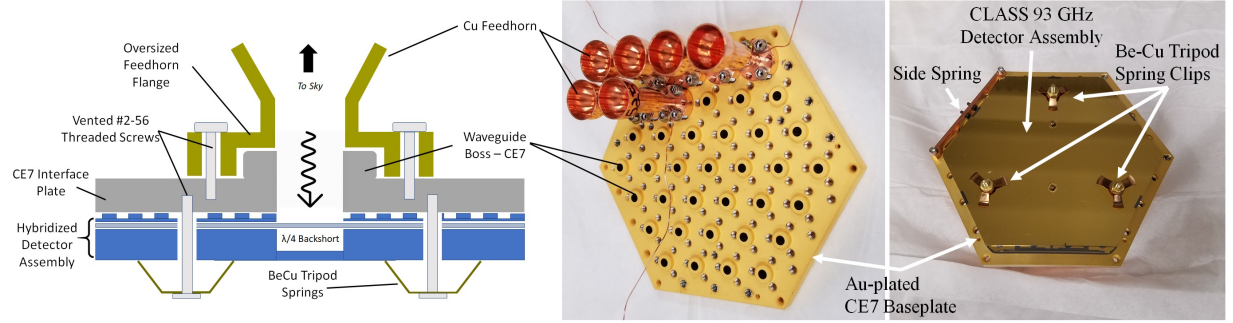 Oversized
Feedhorn
Flange
To Sky
Cu Feedhorn
Vented #2-56
Threaded Screws
Waveguide
Boss – CE7
CE7 Interface
Plate
Hybridized
Detector
Assembly
λ/4 Backshort
BeCu Tripod
Springs
CLASS 93 GHz
Detector Assembly
Be-Cu Tripod
Spring Clips
Side Spring
Au-plated
CE7 Baseplate